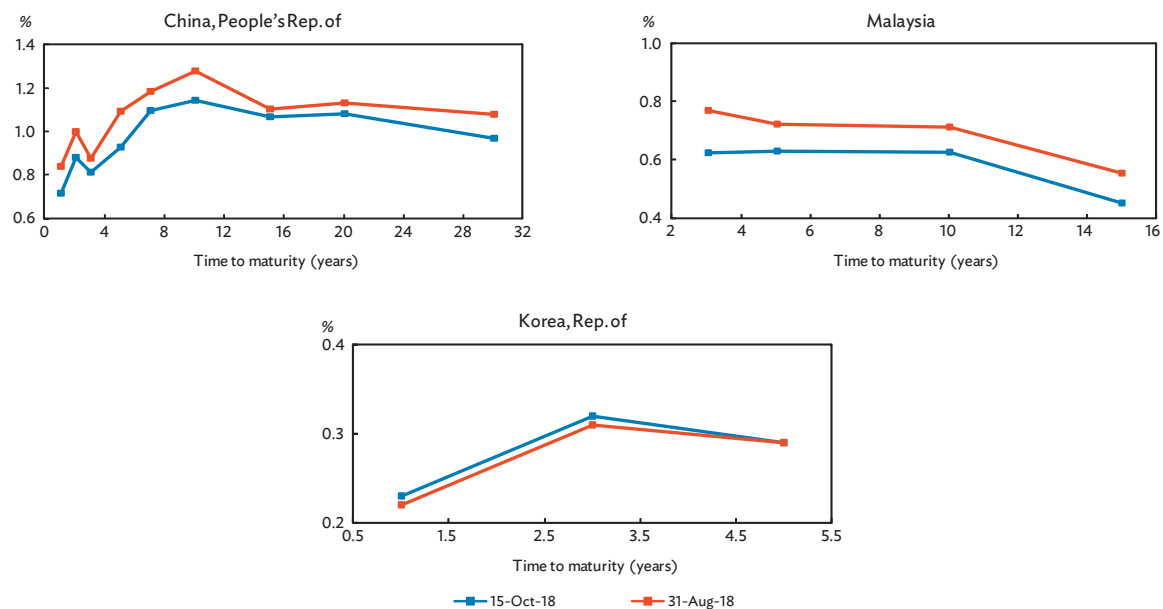 China, People's Rep. of
%
1.4
1.2
1.0
0.8
0.6
0 4 8 12 16 20 24 28 32
Time to maturity (years)
Malaysia
%
1.0
0.8
0.6
0.4
2 4 6 8 10 12 14 16
Time to maturity (years)
Korea, Rep. of
%
0.4
0.3
0.2
0.5 1.5 2.5 3.5 4.5 5.5
Time to maturity (years)
15-Oct-18 31-Aug-18